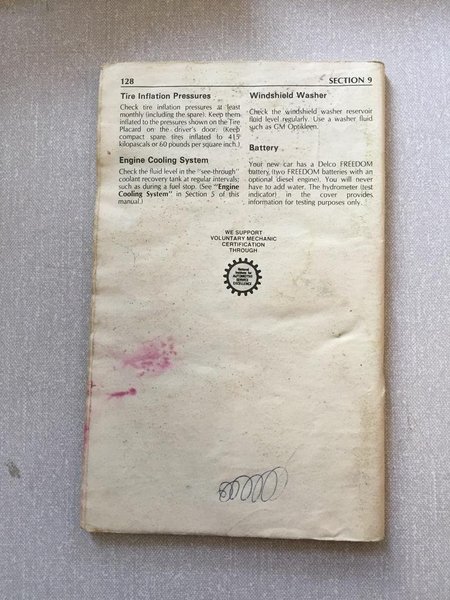 128
SECTION 9
Tire Inflation Pressures
Check tire inflation pressures at least
monthly (including the spare). Keep them
inflated to the pressures shown on the Tire
Placard on the driver's door. (Keep
compact spare tires inflated to 415
kilopascals or 60 pounds per square inch.)
Engine Cooling System
Check the fluid level in the "see-through"
coolant recovery tank at regular intervals;
such as during a fuel stop. (See "Engine
Cooling System" in Section 5 of this
manual.)
Windshield Washer
Check the windshield washer reservoir
fluid level regularly. Use a washer fluid
such as GM Optikleen.
Battery
Your new car has a Delco FREEDOM
battery (two FREEDOM batteries with an
optional diesel engine). You will never
have to add water. The hydrometer (test
indicator) in the cover provides
information for testing purposes only.
WE SUPPORT
VOLUNTARY MECHANIC
CERTIFICATION
THROUGH
National
Institute for
AUTOMOTIVE
SERVICE
EXCELLENCE